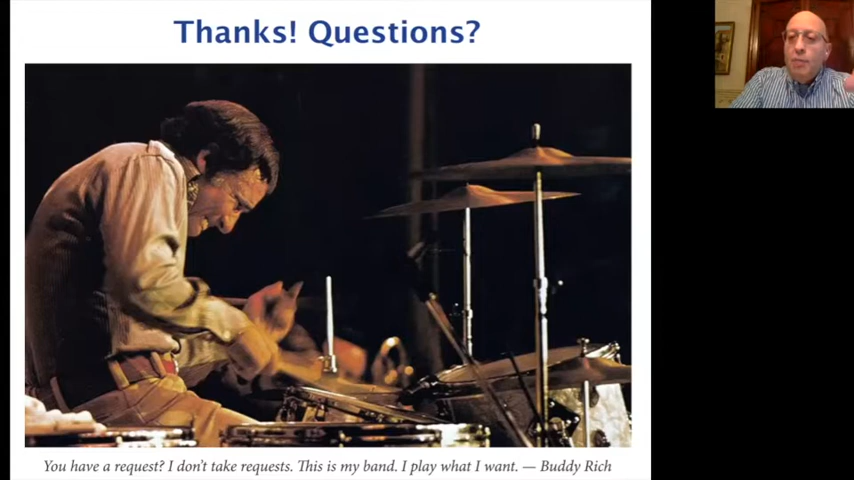 Thanks! Questions?
You have a request? I don't take requests. This is my band. I play what I want. — Buddy Rich